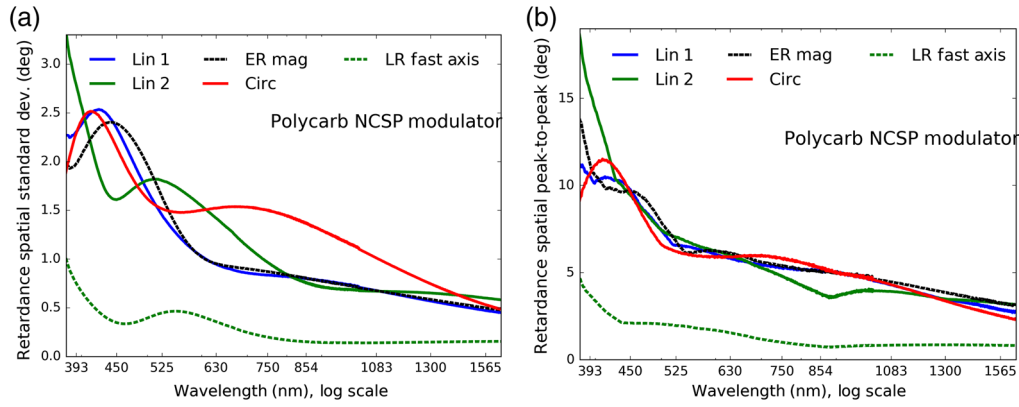 (a)
Retardance spatial standard dev. (deg)
3.0
2.5
2.0
1.5
1.0
0.5
0.0
Lin 1
Lin 2
ER mag
Circ
LR fast axis
Polycarb NCSP modulator
393 450 525 630 750 854 1083 1300 1565
Wavelength (nm), log scale
(b)
Retardance spatial peak-to-peak (deg)
15
10
5
0
Lin 1
Lin 2
ER mag
Circ
LR fast axis
Polycarb NCSP modulator
393 450 525 630 750 854 1083 1300 1565
Wavelength (nm), log scale